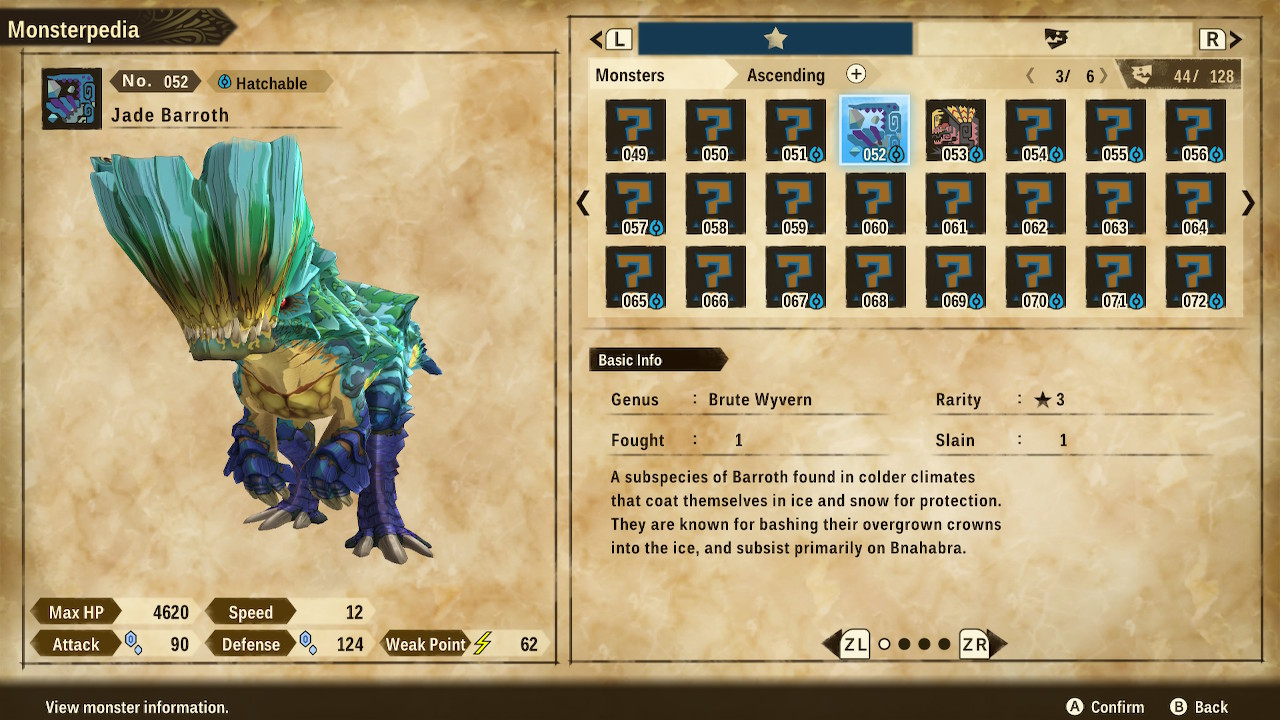 Monsterpedia
No. 052 Hatchable
Jade Barroth
Max HP 4620 Speed 12
Attack 90 Defense 124 Weak Point 62
L R
Monsters Ascending + 3/ 6 44/ 128
? ? ? ? ? ?
049 050 051 052 053 054 055 056
? ? ? ? ? ? ? ?
057 058 059 060 061 062 063 064
? ? ? ? ? ? ? ?
065 066 067 068 069 070 071 072
Basic Info
Genus : Brute Wyvern Rarity : ★ 3
Fought : 1 Slain : 1
A subspecies of Barroth found in colder climates
that coat themselves in ice and snow for protection.
They are known for bashing their overgrown crowns
into the ice, and subsist primarily on Bnahabra.
ZL ZR
View monster information. A Confirm B Back